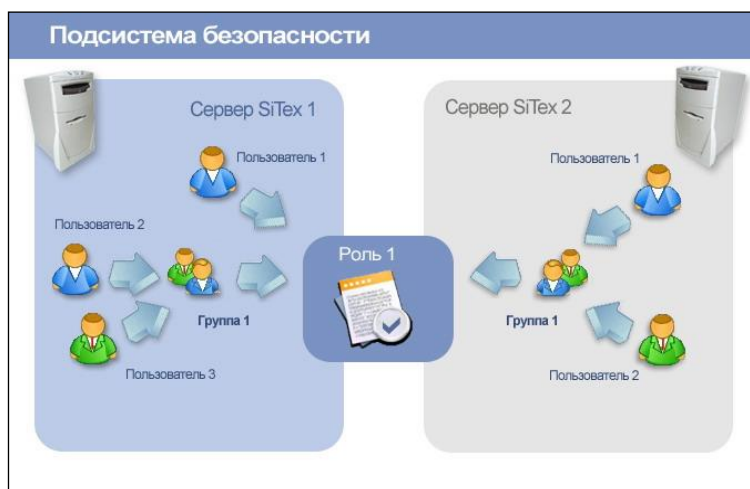 Подсистема безопасности
Сервер SiTex 1
Сервер SiTex 2
Пользователь 1
Пользователь 1
Пользователь 2
Роль 1
Группа 1
Группа 1
Пользователь 3
Пользователь 2